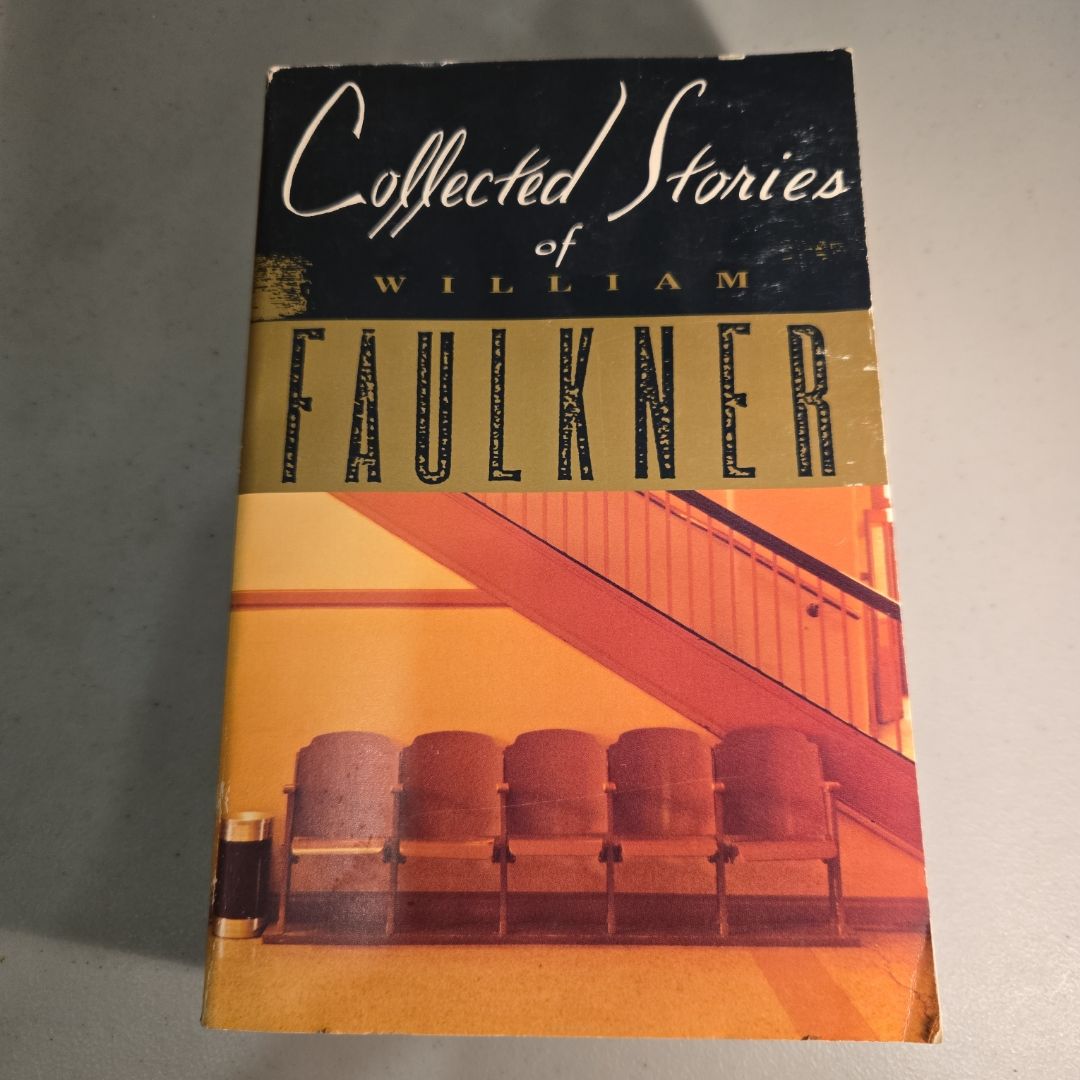 Collected Stories
of
WILLIAM
FAULKNER